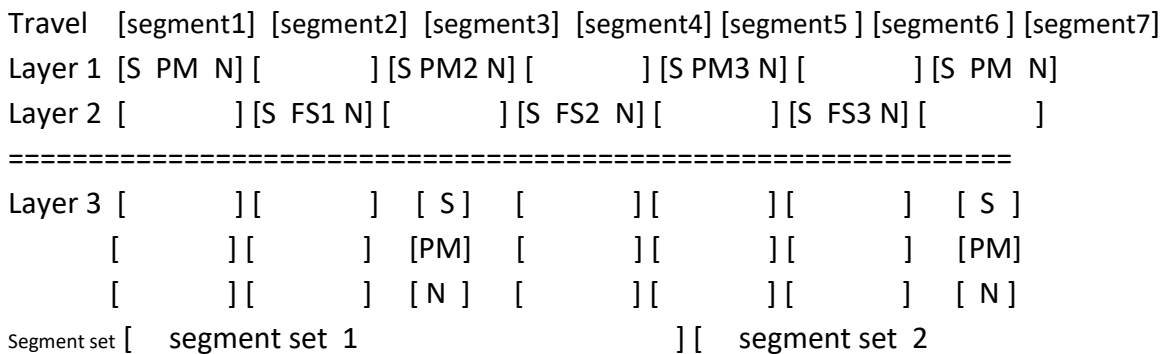 Travel [segment1] [segment2] [segment3] [segment4] [segment5 ] [segment6 ] [segment7]
Layer 1 [S PM N] [ ] [S PM2 N] [ ] [S PM3 N] [ ] [S PM N]
Layer 2 [ ] [S FS1 N] [ ] [S FS2 N] [ ] [S FS3 N] [ ]
===============================================================
Layer 3 [ ] [ ] [ S ] [ ] [ ] [ ] [ S ]
[ ] [ ] [PM] [ ] [ ] [ ] [PM]
[ ] [ ] [ N ] [ ] [ ] [ ] [ N ]
Segment set [ segment set 1 ] [ segment set 2